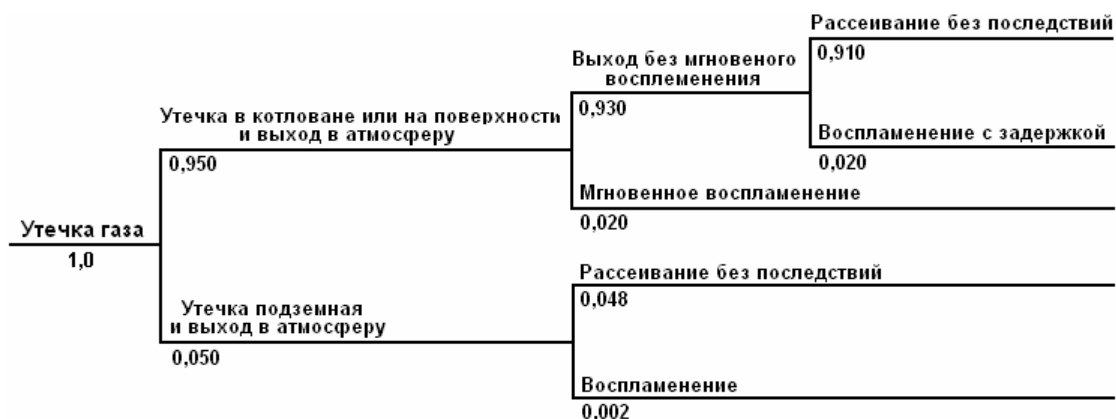 Рассеивание без последствий
0,910
Выход без мгновеного
восплеменения
0,930
Утечка в котловане или на поверхности
и выход в атмосферу
0,950
Воспламенение с задержкой
0,020
Мгновенное воспламенение
0,020
Утечка газа
1,0
Рассеивание без последствий
0,048
Утечка подземная
и выход в атмосферу
0,050
Воспламенение
0,002